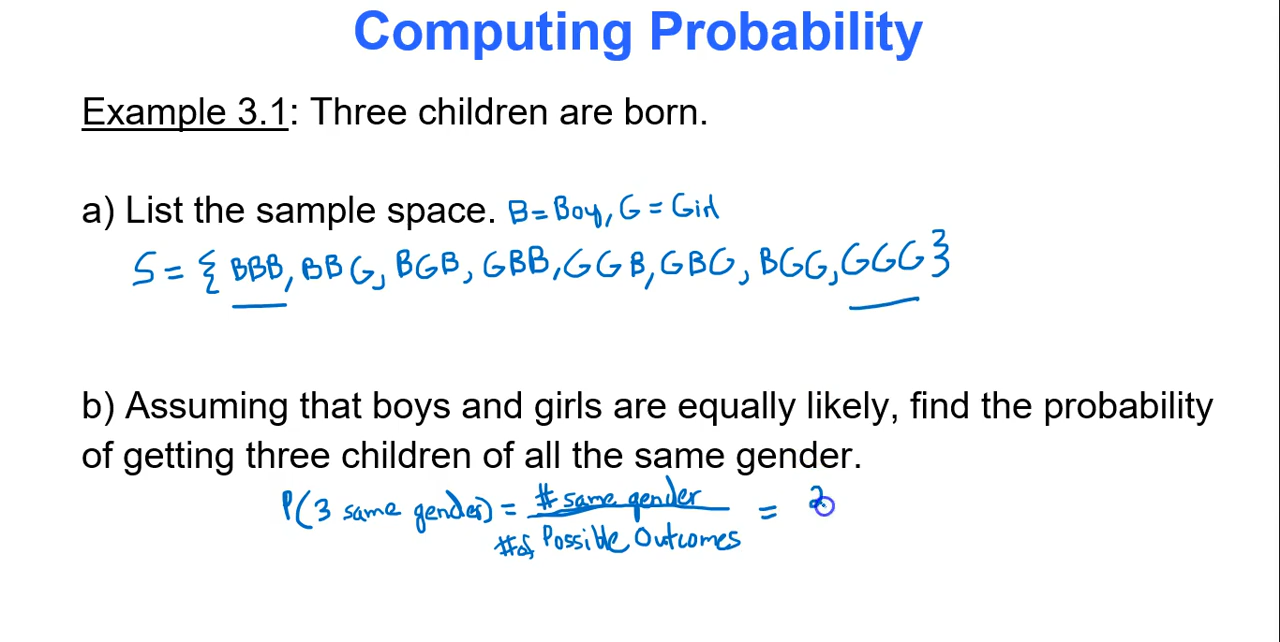 Computing Probability
Example 3.1: Three children are born.
a) List the sample space. B=Boy, G=Girl
S={BBB, BBG, BGB, GBB, GGB, GBG, BGG, GGG}
b) Assuming that boys and girls are equally likely, find the probability
of getting three children of all the same gender.
P(3 same gender) = # same gender / # of Possible Outcomes = 2